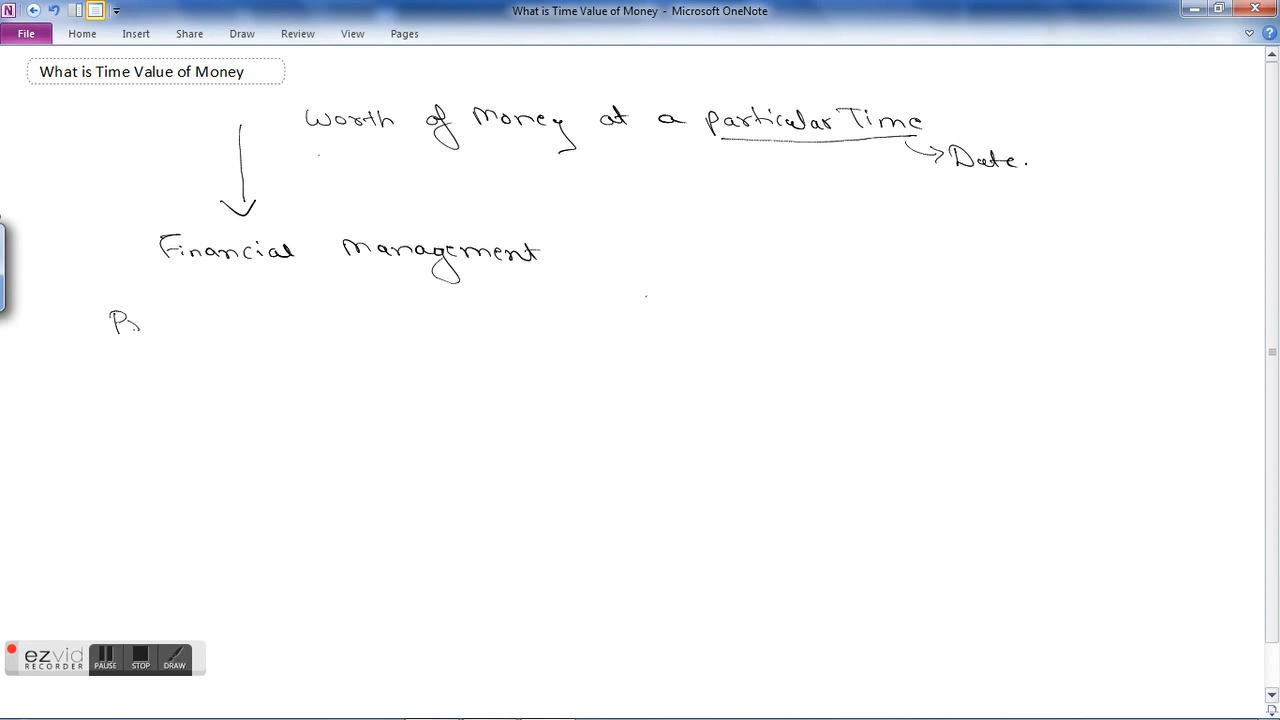 What is Time Value of Money - Microsoft OneNote
File Home Insert Share Draw Review View Pages
What is Time Value of Money
Worth of Money at a particular Time
Date.
Financial Management
ezvid
RECORDER
PAUSE STOP DRAW